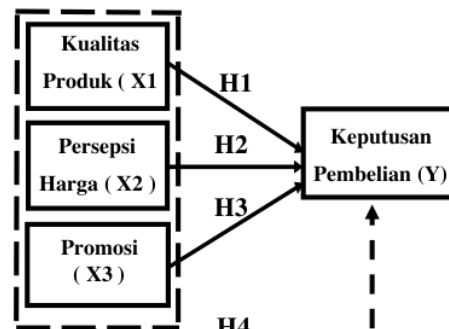 Kualitas
Produk ( X1
H1
Persepsi
Harga ( X2 )
H2
Keputusan
Pembelian (Y)
H3
Promosi
( X3 )
H4